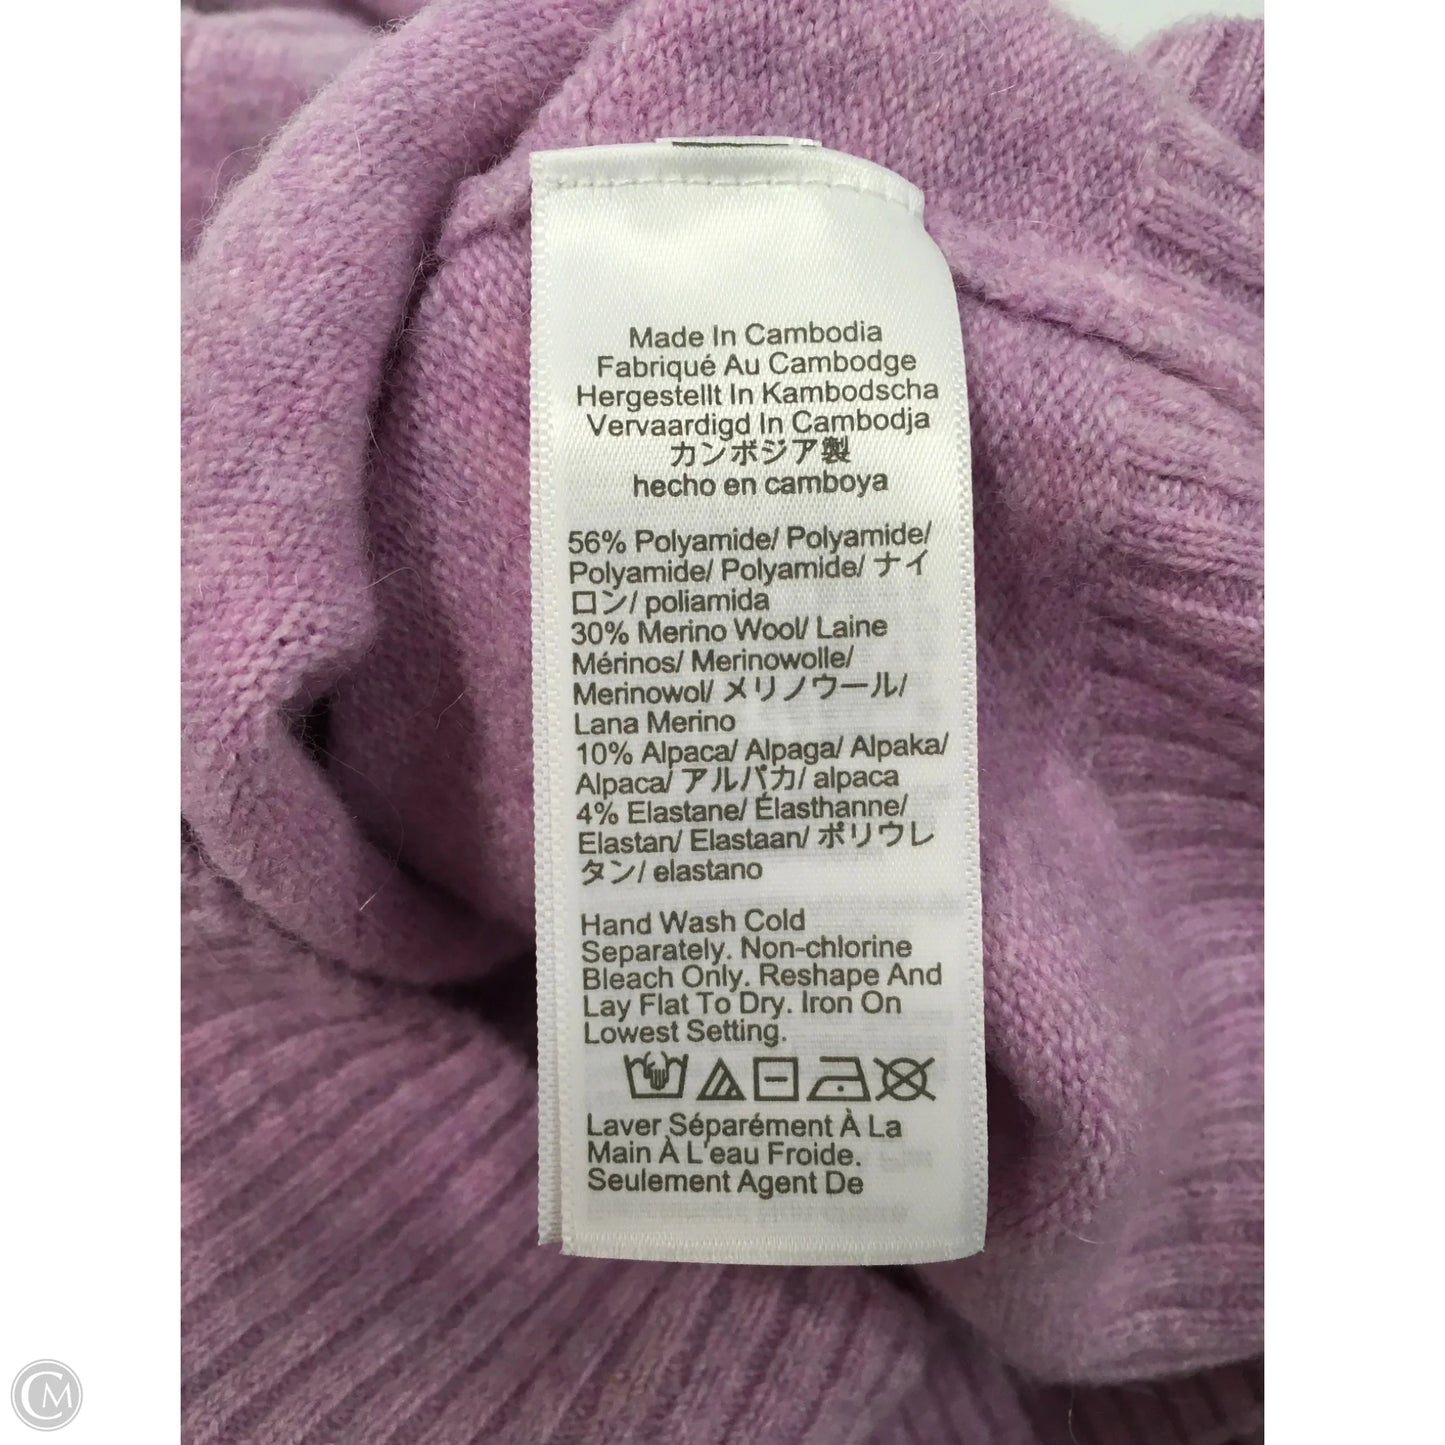 Made In Cambodia
Fabriqué Au Cambodge
Hergestellt In Kambodscha
Vervaardigd In Cambodja
カンボジア製
hecho en camboya
56% Polyamide/ Polyamide/
Polyamide/ Polyamide/ ナイ
ロン/ poliamida
30% Merino Wool/ Laine
Mérinos/ Merinowolle/
Merinowol/ メリノウール/
Lana Merino
10% Alpaca/ Alpaga/ Alpaka/
Alpaca/ アルパカ/ alpaca
4% Elastane/ Élasthanne/
Elastan/ Elastaan/ ポリウレ
タン/ elastano
Hand Wash Cold
Separately. Non-chlorine
Bleach Only. Reshape And
Lay Flat To Dry. Iron On
Lowest Setting.
Laver Séparément À La
Main À L'eau Froide.
Seulement Agent De
CM